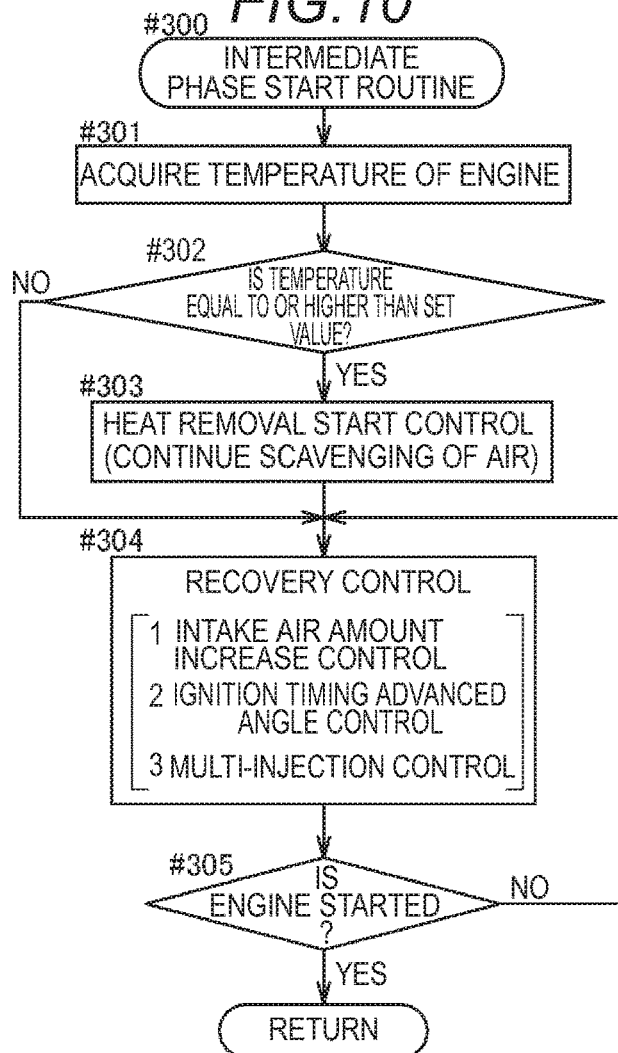 FIG. 10
#300
INTERMEDIATE
PHASE START ROUTINE
#301
ACQUIRE TEMPERATURE OF ENGINE
#302
NO
IS TEMPERATURE
EQUAL TO OR HIGHER THAN SET
VALUE?
YES
#303
HEAT REMOVAL START CONTROL
(CONTINUE SCAVENGING OF AIR)
#304
RECOVERY CONTROL
1 INTAKE AIR AMOUNT
INCREASE CONTROL
2 IGNITION TIMING ADVANCED
ANGLE CONTROL
3 MULTI-INJECTION CONTROL
#305
IS
ENGINE STARTED
?
NO
YES
RETURN